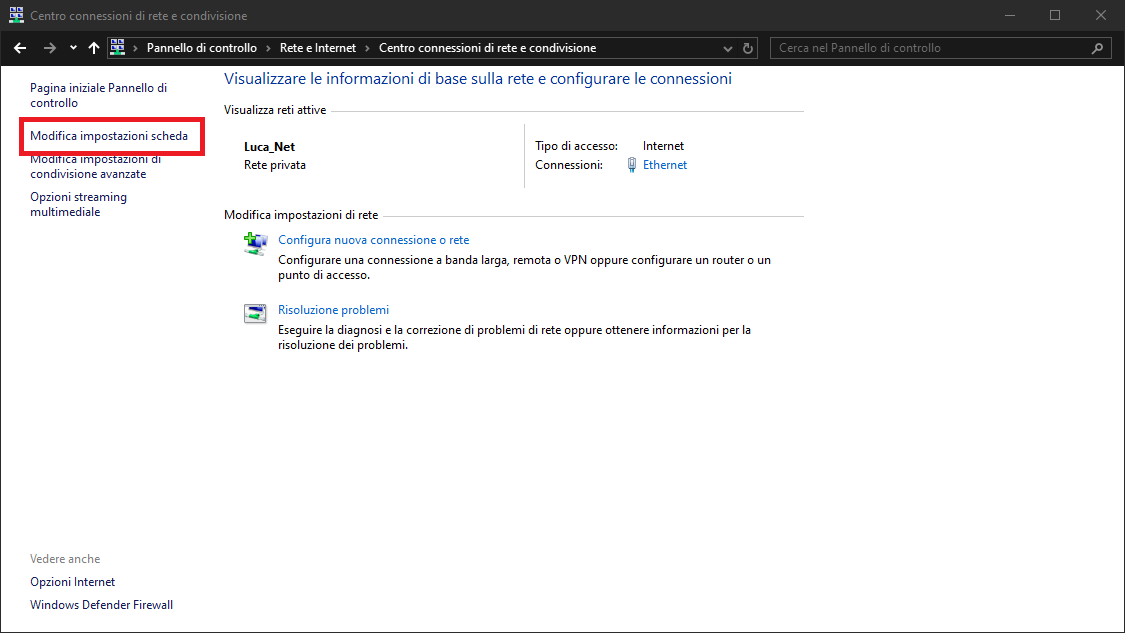 Centro connessioni di rete e condivisione
Pannello di controllo
Rete e Internet
Centro connessioni di rete e condivisione
Cerca nel Pannello di controllo
Pagina iniziale Pannello di
controllo
Modifica impostazioni scheda
Modifica impostazioni di
condivisione avanzate
Opzioni streaming
multimediale
Visualizzare le informazioni di base sulla rete e configurare le connessioni
Visualizza reti attive
Luca_Net
Rete privata
Tipo di accesso: Internet
Connessioni: Ethernet
Modifica impostazioni di rete
Configura nuova connessione o rete
Configurare una connessione a banda larga, remota o VPN oppure configurare un router o un
punto di accesso.
Risoluzione problemi
Eseguire la diagnosi e la correzione di problemi di rete oppure ottenere informazioni per la
risoluzione dei problemi.
Vedere anche
Opzioni Internet
Windows Defender Firewall